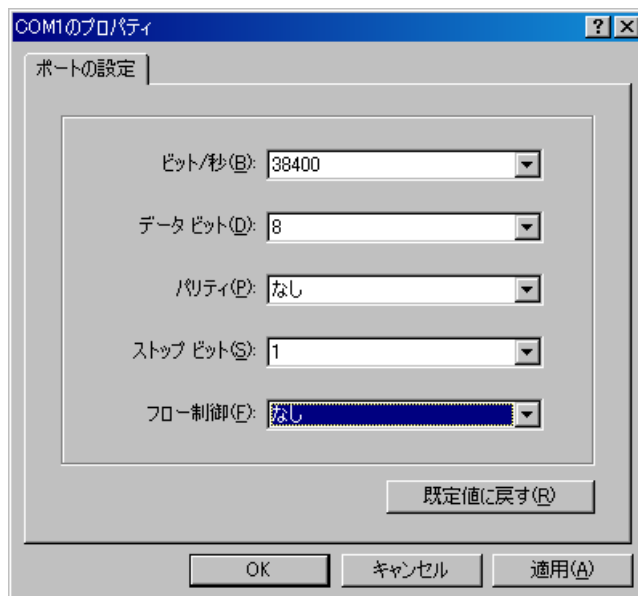 COM1のプロパティ
ポートの設定
ビット/秒(B): 38400
データ ビット(D): 8
パリティ(P): なし
ストップ ビット(S): 1
フロー制御(F): なし
既定値に戻す(R)
OK キャンセル 適用(A)